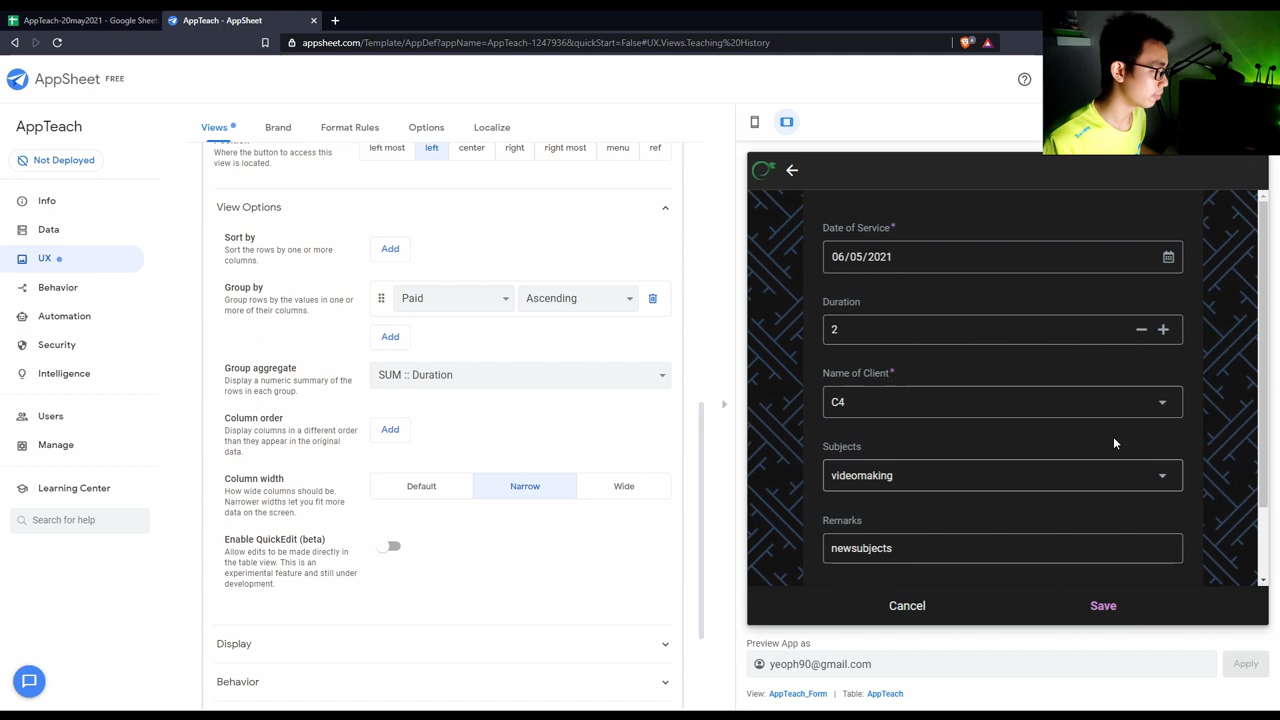 AppTeach-20may2021 - Google Sheet
AppTeach - AppSheet
appsheet.com/Template/AppDef?appName=AppTeach-1247936&quickStart=False#UX.Views.Teaching%20History
AppSheet FREE
AppTeach
Not Deployed
Info
Data
UX
Behavior
Automation
Security
Intelligence
Users
Manage
Learning Center
Search for help
Views
Brand
Format Rules
Options
Localize
Where the button to access this
view is located.
left most
left
center
right
right most
menu
ref
View Options
Sort by
Sort the rows by one or more
columns.
Add
Group by
Group rows by the values in one or
more of their columns.
Paid
Ascending
Add
Group aggregate
Display a numeric summary of the
rows in each group.
SUM :: Duration
Column order
Display columns in a different order
than they appear in the original
data.
Add
Column width
How wide columns should be.
Narrower widths let you fit more
data on the screen.
Default
Narrow
Wide
Enable QuickEdit (beta)
Allow edits to be made directly in
the table view. This is an
experimental feature and still under
development.
Display
Behavior
Date of Service*
06/05/2021
Duration
2
Name of Client*
C4
Subjects
videomaking
Remarks
newsubjects
Cancel
Save
Preview App as
yeoph90@gmail.com
Apply
View: AppTeach_Form | Table: AppTeach